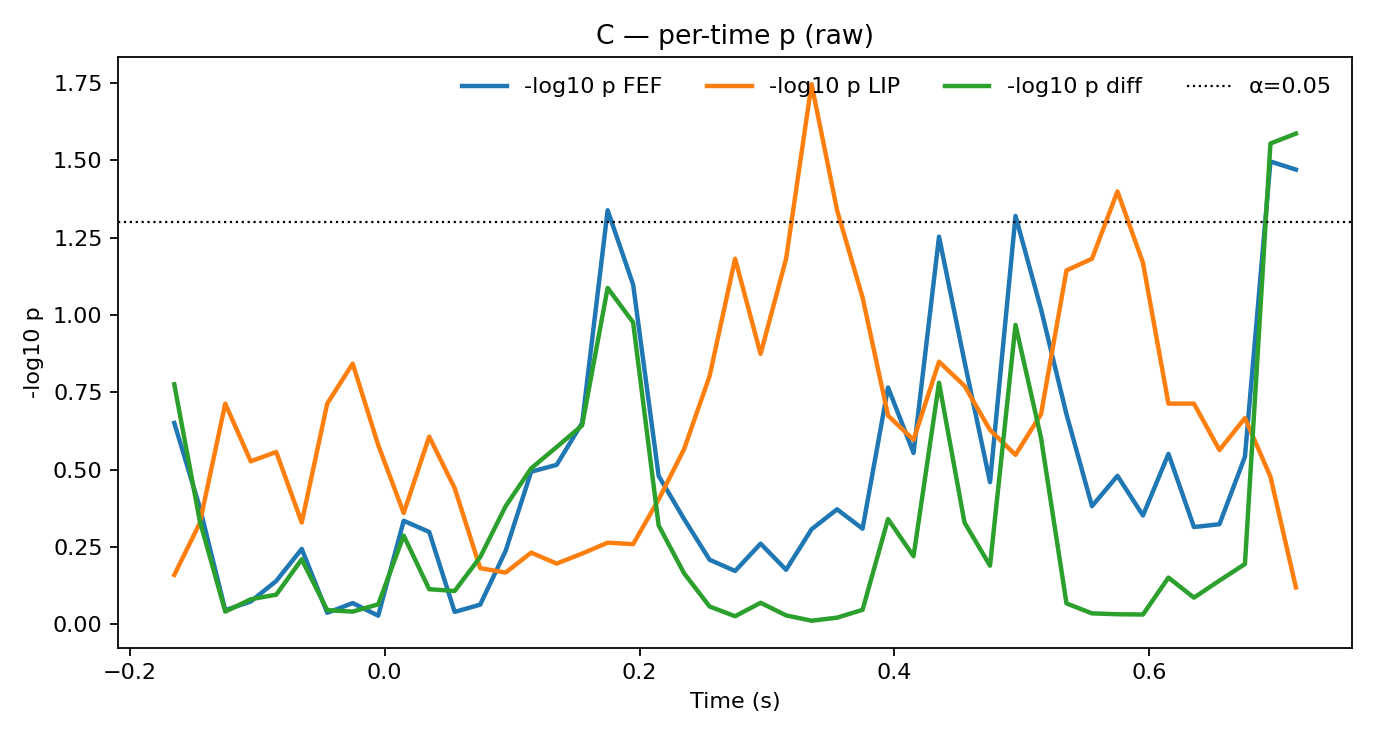 C — per-time p (raw)
-log10 p FEF -log10 p LIP -log10 p diff α=0.05
1.75
1.50
1.25
1.00
0.75
0.50
0.25
0.00
-log10 p
−0.2 0.0 0.2 0.4 0.6
Time (s)